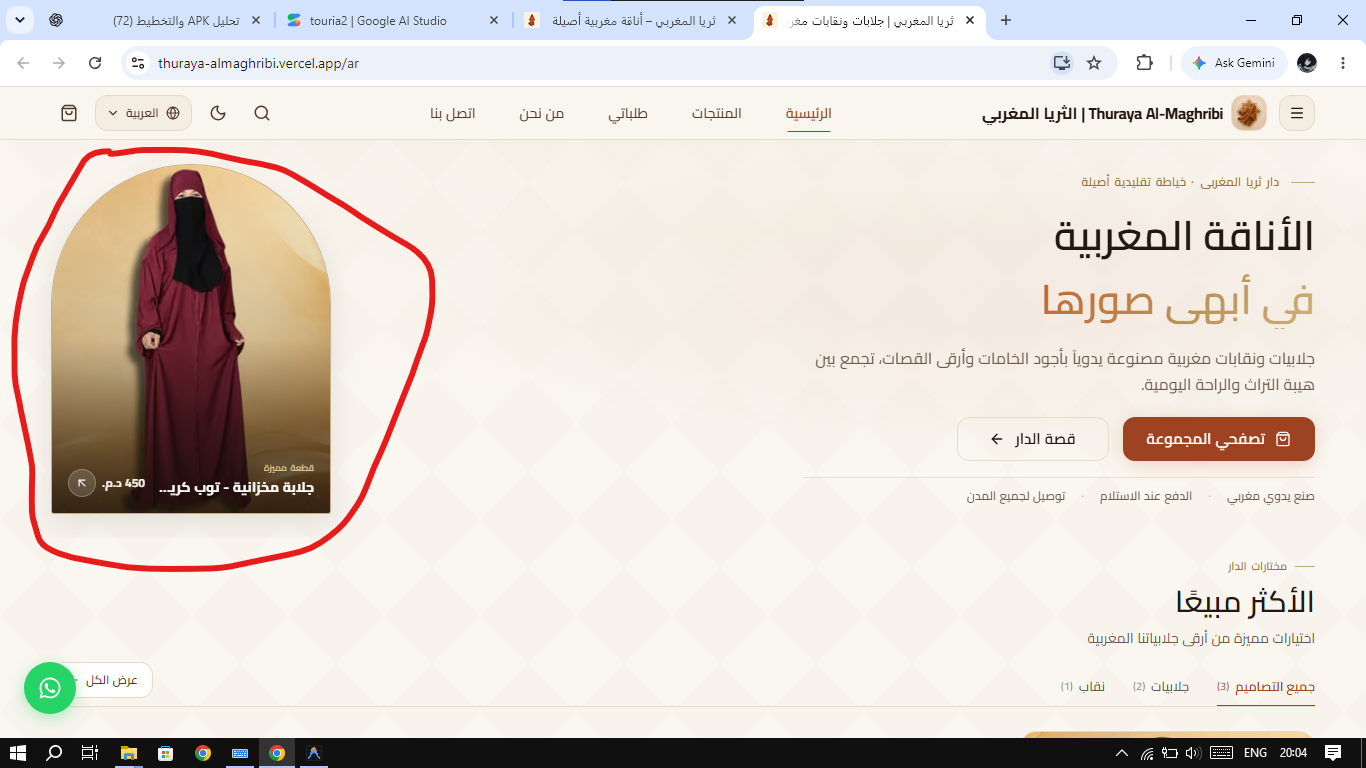 تحليل APK والتخطيط (72)
touria2 | Google AI Studio
ثريا المغربي – أناقة مغربية أصيلة
ثريا المغربي | جلابات ونقابات مغر
thuraya-almaghribi.vercel.app/ar
Ask Gemini
الثريا المغربي | Thuraya Al-Maghribi
الرئيسية
المنتجات
طلباتي
من نحن
اتصل بنا
العربية
دار ثريا المغربي · خياطة تقليدية أصيلة
الأناقة المغربية
في أبهى صورها
جلابيات ونقابات مغربية مصنوعة يدوياً بأجود الخامات وأرقى القصات، تجمع بين
هيبة التراث والراحة اليومية.
تصفحي المجموعة
قصة الدار
صنع يدوي مغربي · الدفع عند الاستلام · توصيل لجميع المدن
قطعة مميزة
جلابة مخزانية - توب كريـ...
450 د.م.
مختارات الدار
الأكثر مبيعًا
اختيارات مميزة من أرقى جلابياتنا المغربية
عرض الكل
جميع التصاميم (3)
جلابيات (2)
نقاب (1)
ENG
20:04